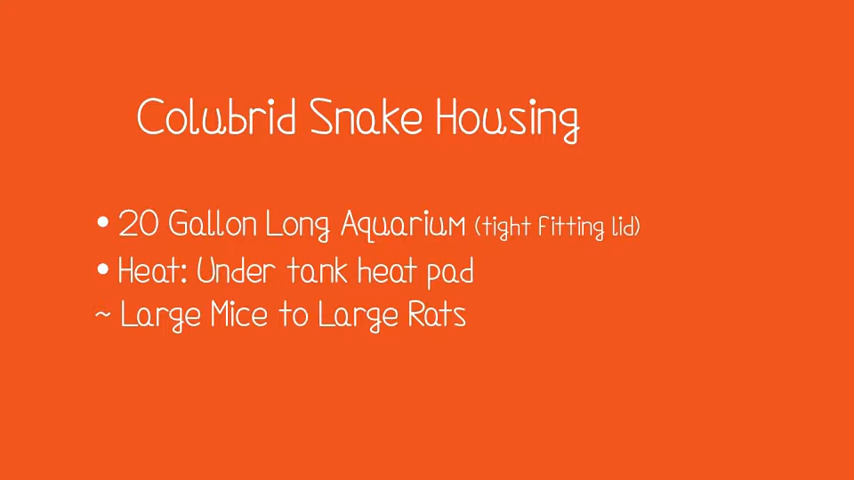 Colubrid Snake Housing
• 20 Gallon Long Aquarium (tight fitting lid)
• Heat: Under tank heat pad
~ Large Mice to Large Rats